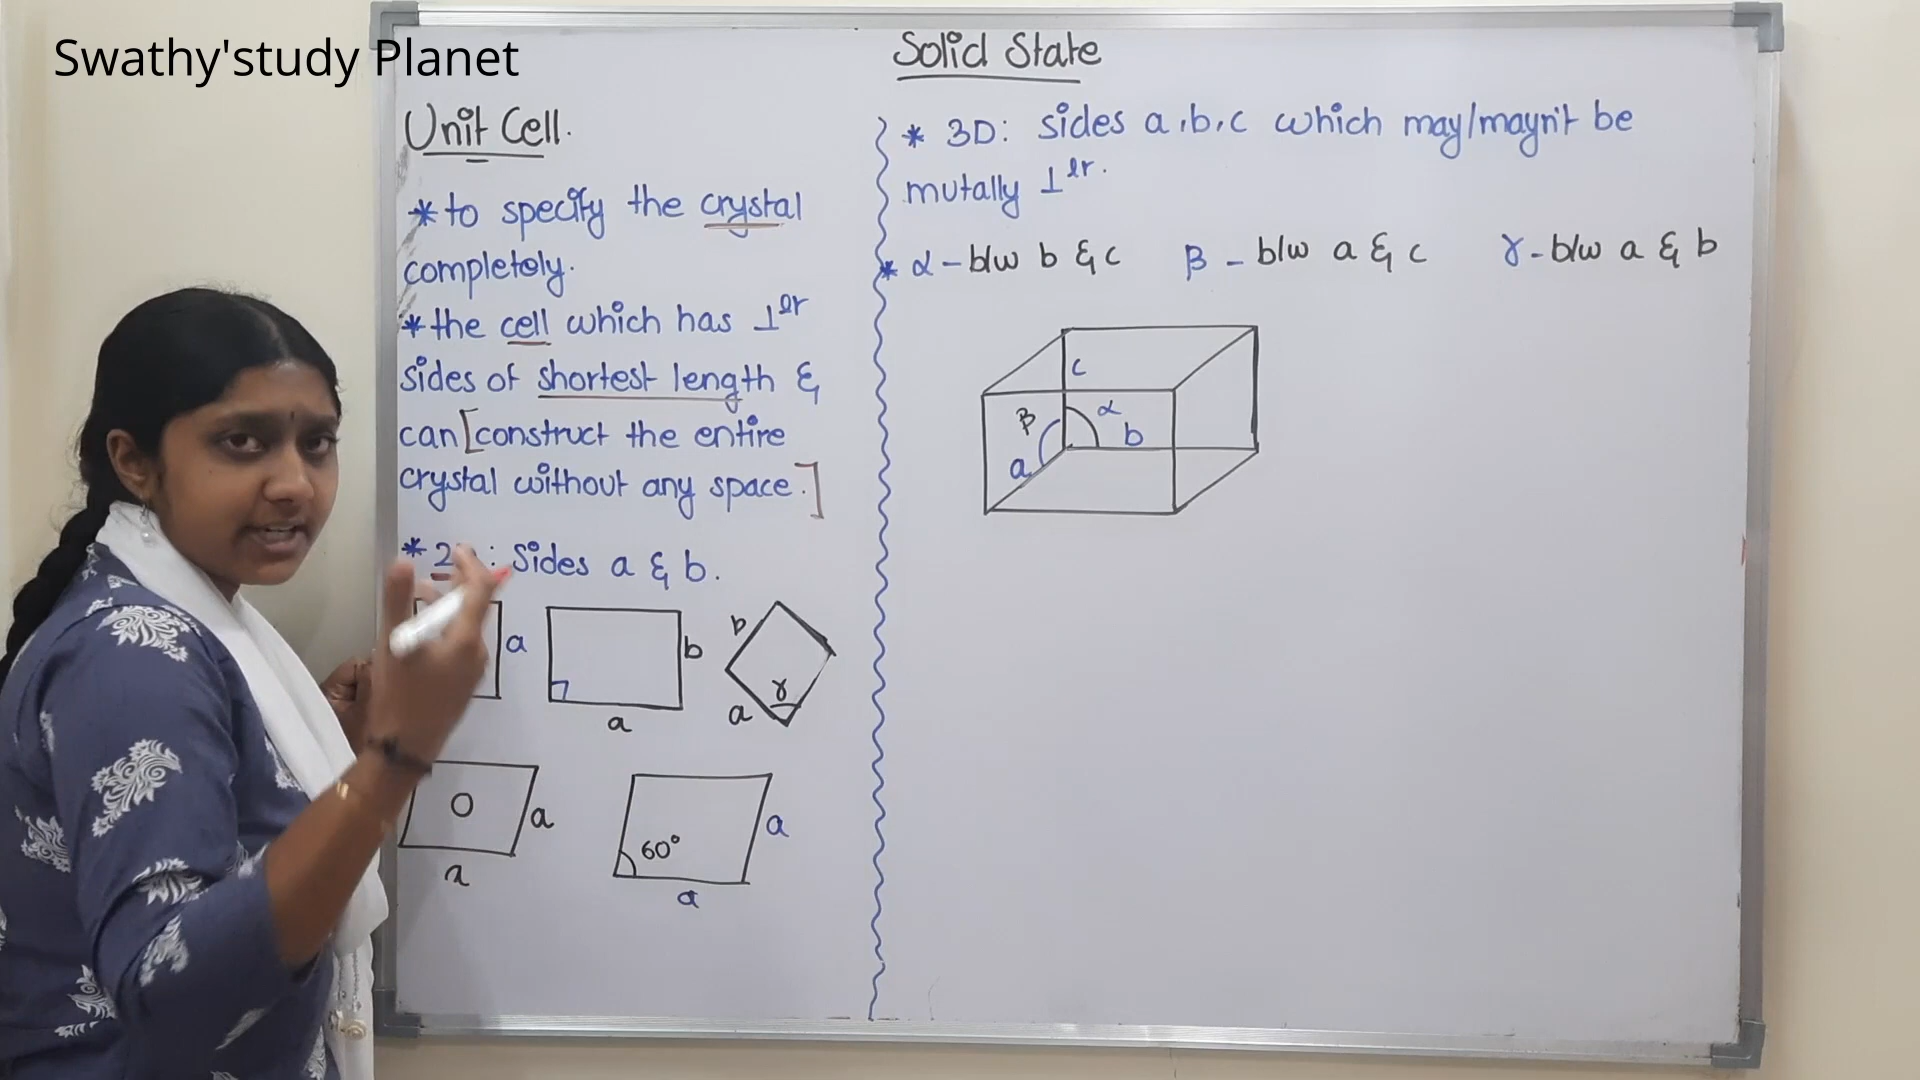 Swathy'study Planet
Solid State
Unit Cell.
* to specify the crystal
completely.
* the cell which has ⊥lr
sides of shortest length &
can [construct the entire
crystal without any space.]
* 2 : Sides a & b.
a
b
a
b
γ
a
O
a
a
60°
a
a
* 3D: sides a,b,c which may/mayn't be
mutally ⊥lr.
* α - b/w b & c β - b/w a & c γ - b/w a & b
c
β
α
b
a